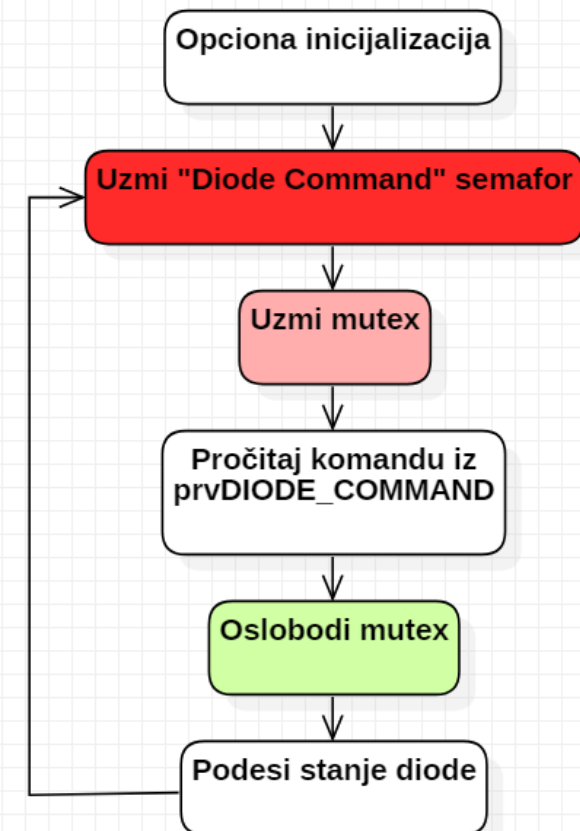 Opciona inicijalizacija
Uzmi "Diode Command" semafor
Uzmi mutex
Pročitaj komandu iz
prvDIODE_COMMAND
Oslobodi mutex
Podesi stanje diode